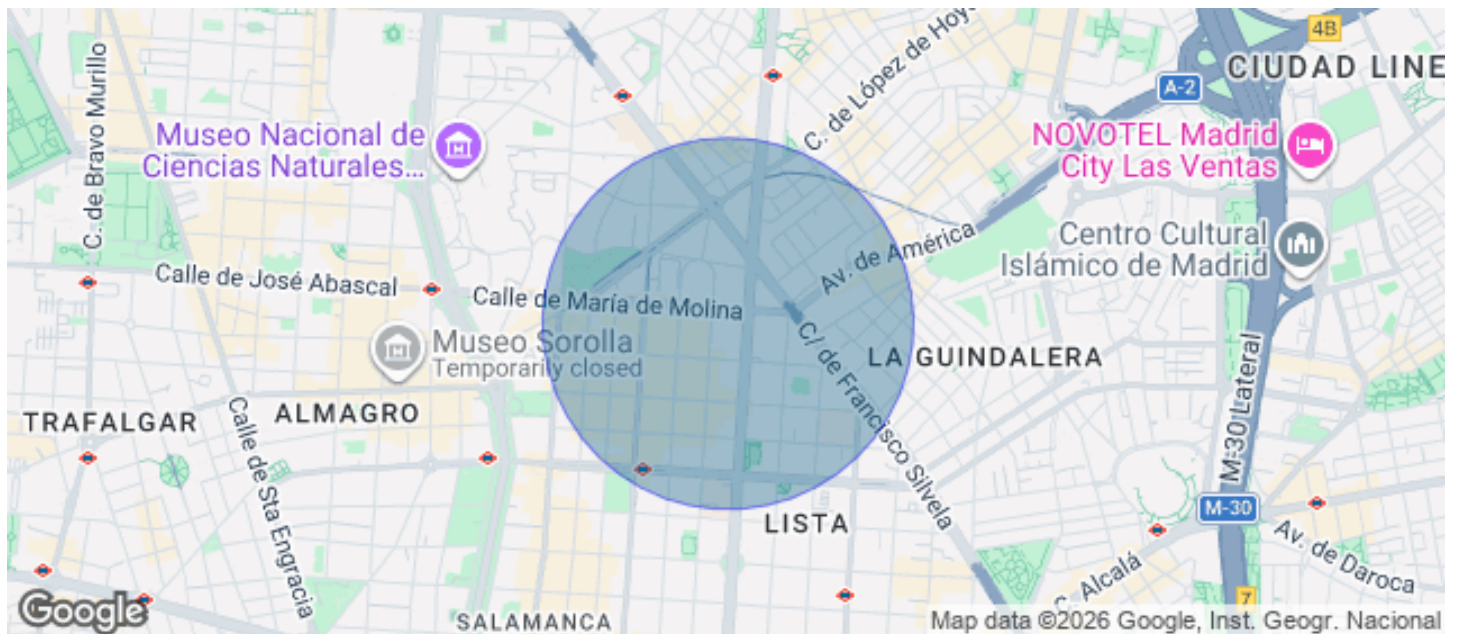 4B
C. de López de Hoyo
CIUDAD LINE
A-2
C. de Bravo Murillo
Museo Nacional de
Ciencias Naturales...
NOVOTEL Madrid
City Las Ventas
Av. de América
Centro Cultural
Islámico de Madrid
Calle de José Abascal
Calle de María de Molina
Museo Sorolla
Temporarily closed
C/ de Francisco Silvela
LA GUINDALERA
M-30 Lateral
TRAFALGAR
ALMAGRO
Calle de Sta Engracia
LISTA
M-30
Av. de Daroca
C. Alcalá
7
SALAMANCA
Google
Map data ©2026 Google, Inst. Geogr. Nacional